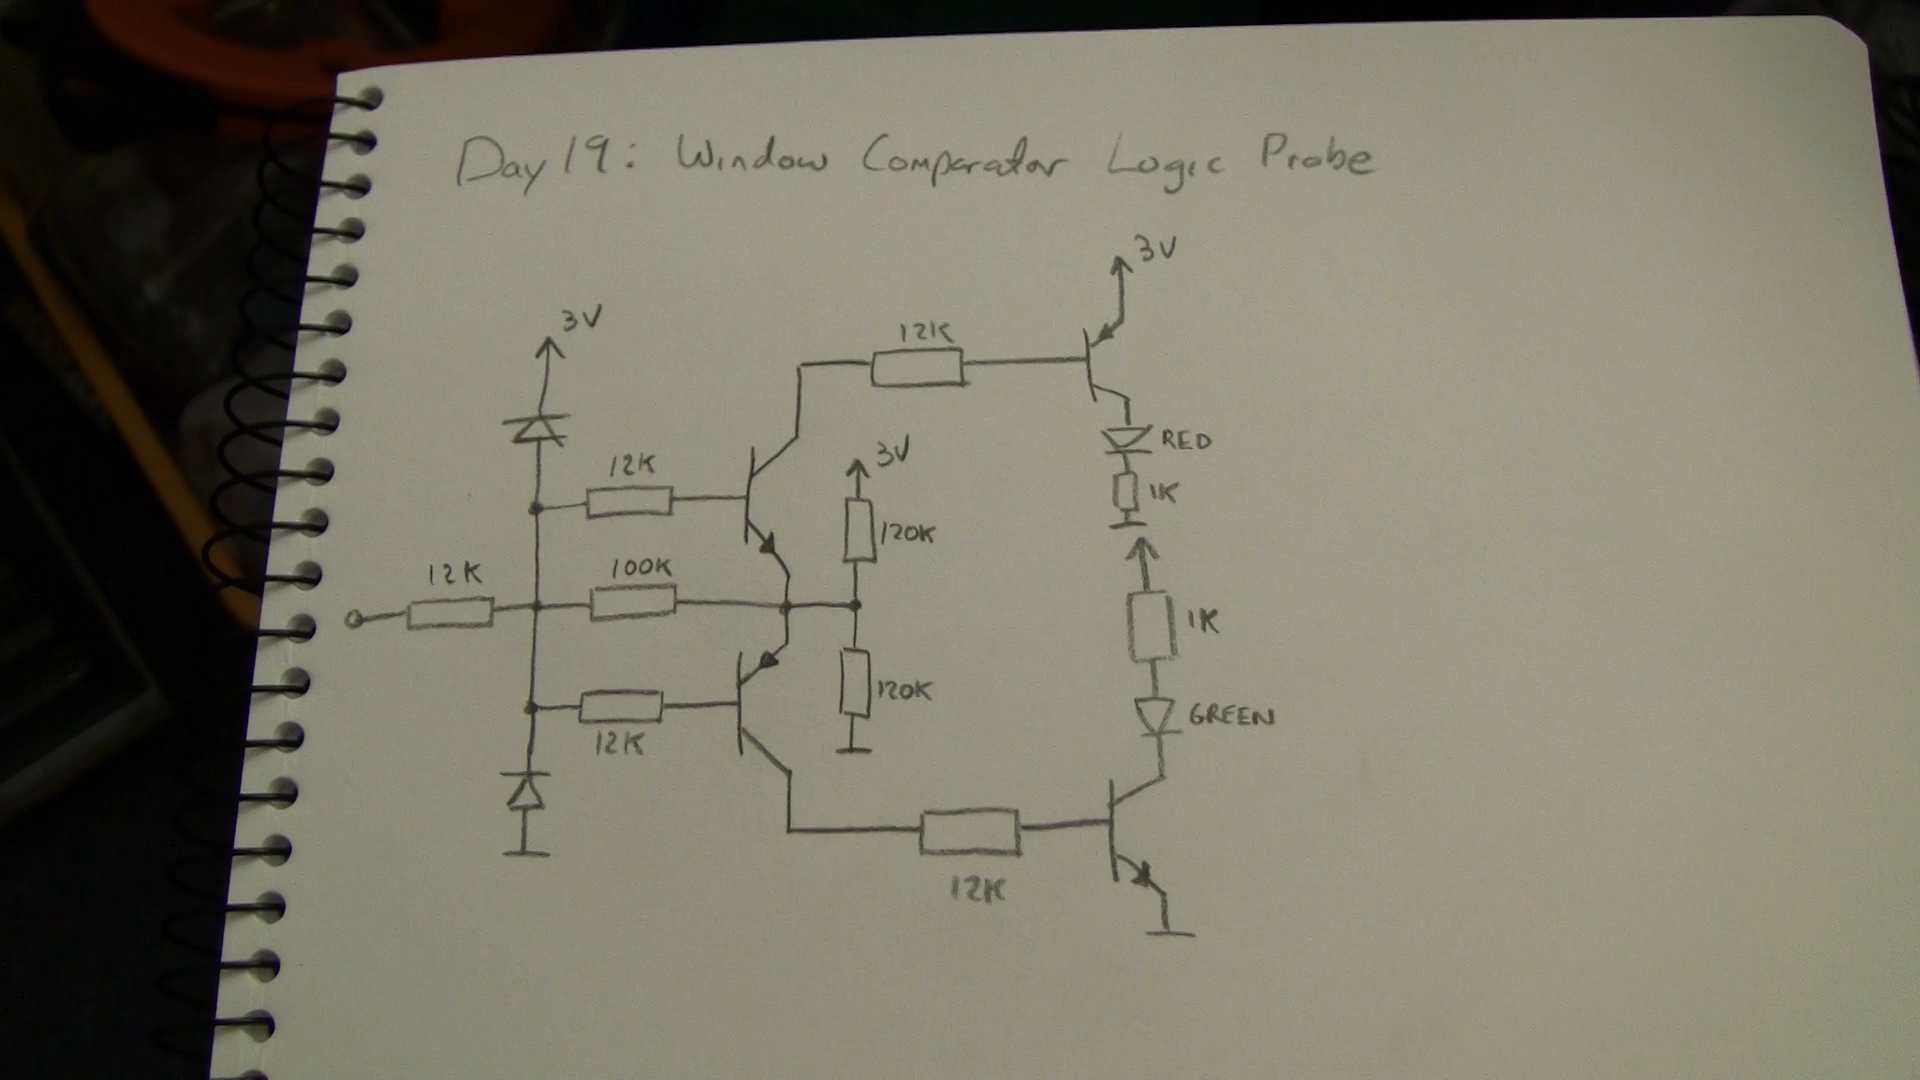 Day 19: Window Comparator Logic Probe
3V
3V
12K
12K
3V
RED
1K
120K
12K
100K
1K
120K
12K
GREEN
12K